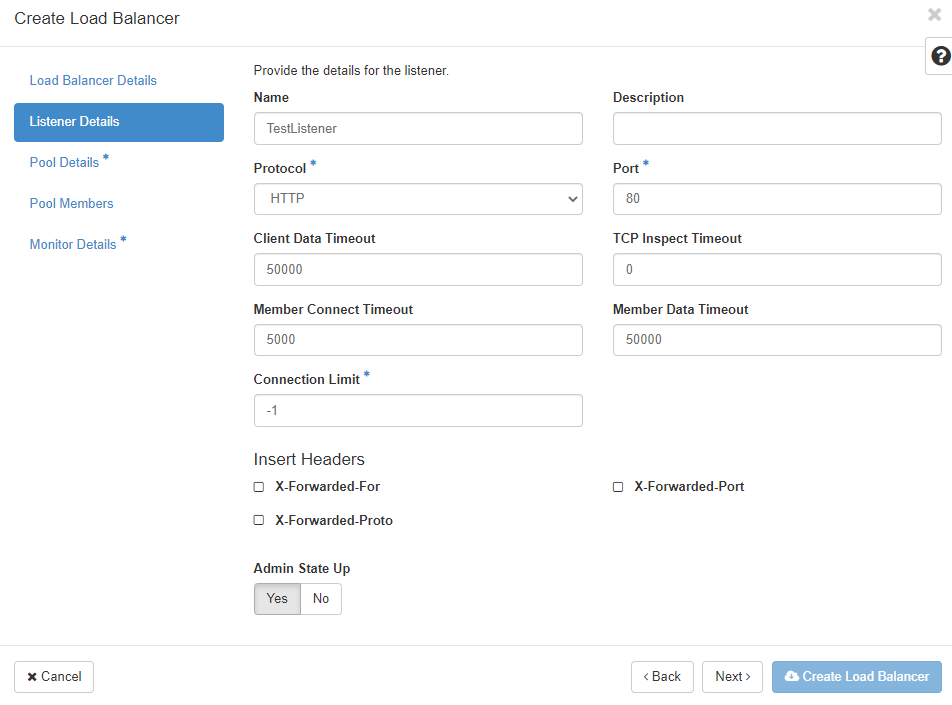 Create Load Balancer
Load Balancer Details
Listener Details
Pool Details *
Pool Members
Monitor Details *
Provide the details for the listener.
Name
Description
TestListener
Protocol *
Port *
HTTP
80
Client Data Timeout
TCP Inspect Timeout
50000
0
Member Connect Timeout
Member Data Timeout
5000
50000
Connection Limit *
-1
Insert Headers
X-Forwarded-For
X-Forwarded-Port
X-Forwarded-Proto
Admin State Up
Yes No
Cancel
‹ Back
Next ›
Create Load Balancer